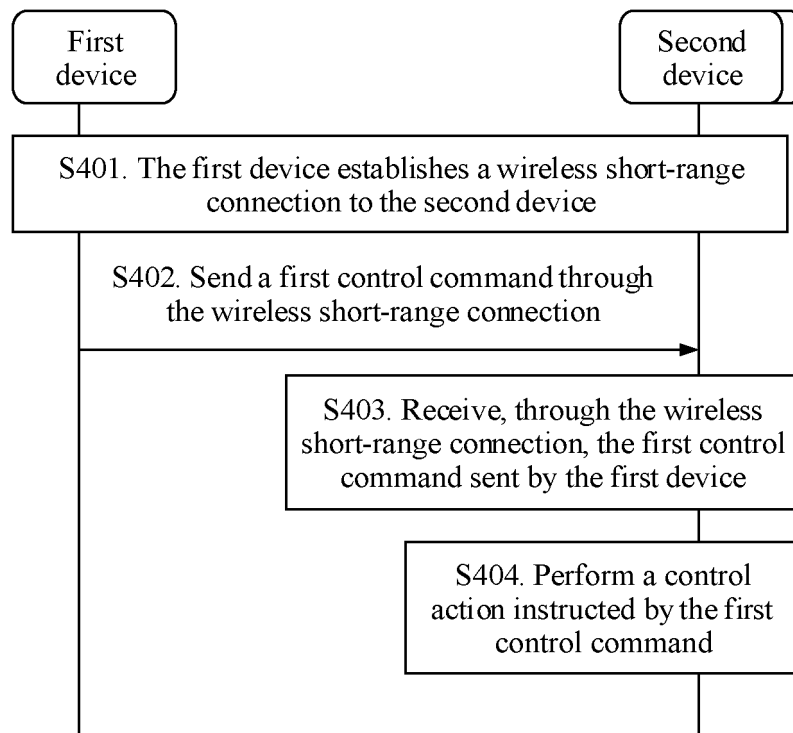 First
device
Second
device
S401. The first device establishes a wireless short-range
connection to the second device
S402. Send a first control command through
the wireless short-range connection
S403. Receive, through the wireless
short-range connection, the first control
command sent by the first device
S404. Perform a control
action instructed by the first
control command